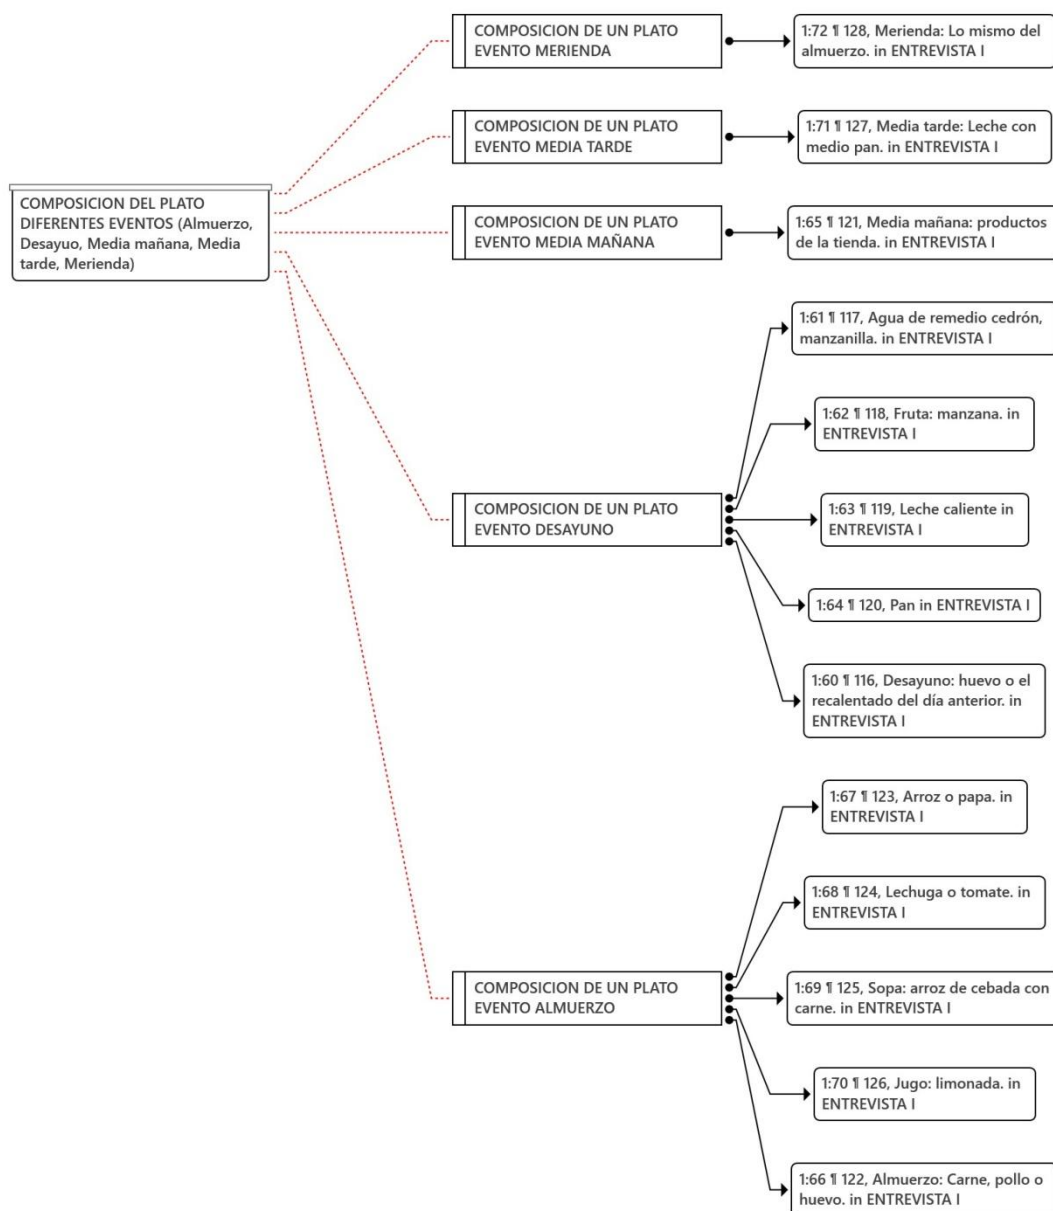 COMPOSICION DEL PLATO
DIFERENTES EVENTOS (Almuerzo,
Desayuo, Media mañana, Media
tarde, Merienda)
COMPOSICION DE UN PLATO
EVENTO MERIENDA
1:72 ¶ 128, Merienda: Lo mismo del
almuerzo. in ENTREVISTA I
COMPOSICION DE UN PLATO
EVENTO MEDIA TARDE
1:71 ¶ 127, Media tarde: Leche con
medio pan. in ENTREVISTA I
COMPOSICION DE UN PLATO
EVENTO MEDIA MAÑANA
1:65 ¶ 121, Media mañana: productos
de la tienda. in ENTREVISTA I
COMPOSICION DE UN PLATO
EVENTO DESAYUNO
1:61 ¶ 117, Agua de remedio cedrón,
manzanilla. in ENTREVISTA I
1:62 ¶ 118, Fruta: manzana. in
ENTREVISTA I
1:63 ¶ 119, Leche caliente in
ENTREVISTA I
1:64 ¶ 120, Pan in ENTREVISTA I
1:60 ¶ 116, Desayuno: huevo o el
recalentado del día anterior. in
ENTREVISTA I
COMPOSICION DE UN PLATO
EVENTO ALMUERZO
1:67 ¶ 123, Arroz o papa. in
ENTREVISTA I
1:68 ¶ 124, Lechuga o tomate. in
ENTREVISTA I
1:69 ¶ 125, Sopa: arroz de cebada con
carne. in ENTREVISTA I
1:70 ¶ 126, Jugo: limonada. in
ENTREVISTA I
1:66 ¶ 122, Almuerzo: Carne, pollo o
huevo. in ENTREVISTA I